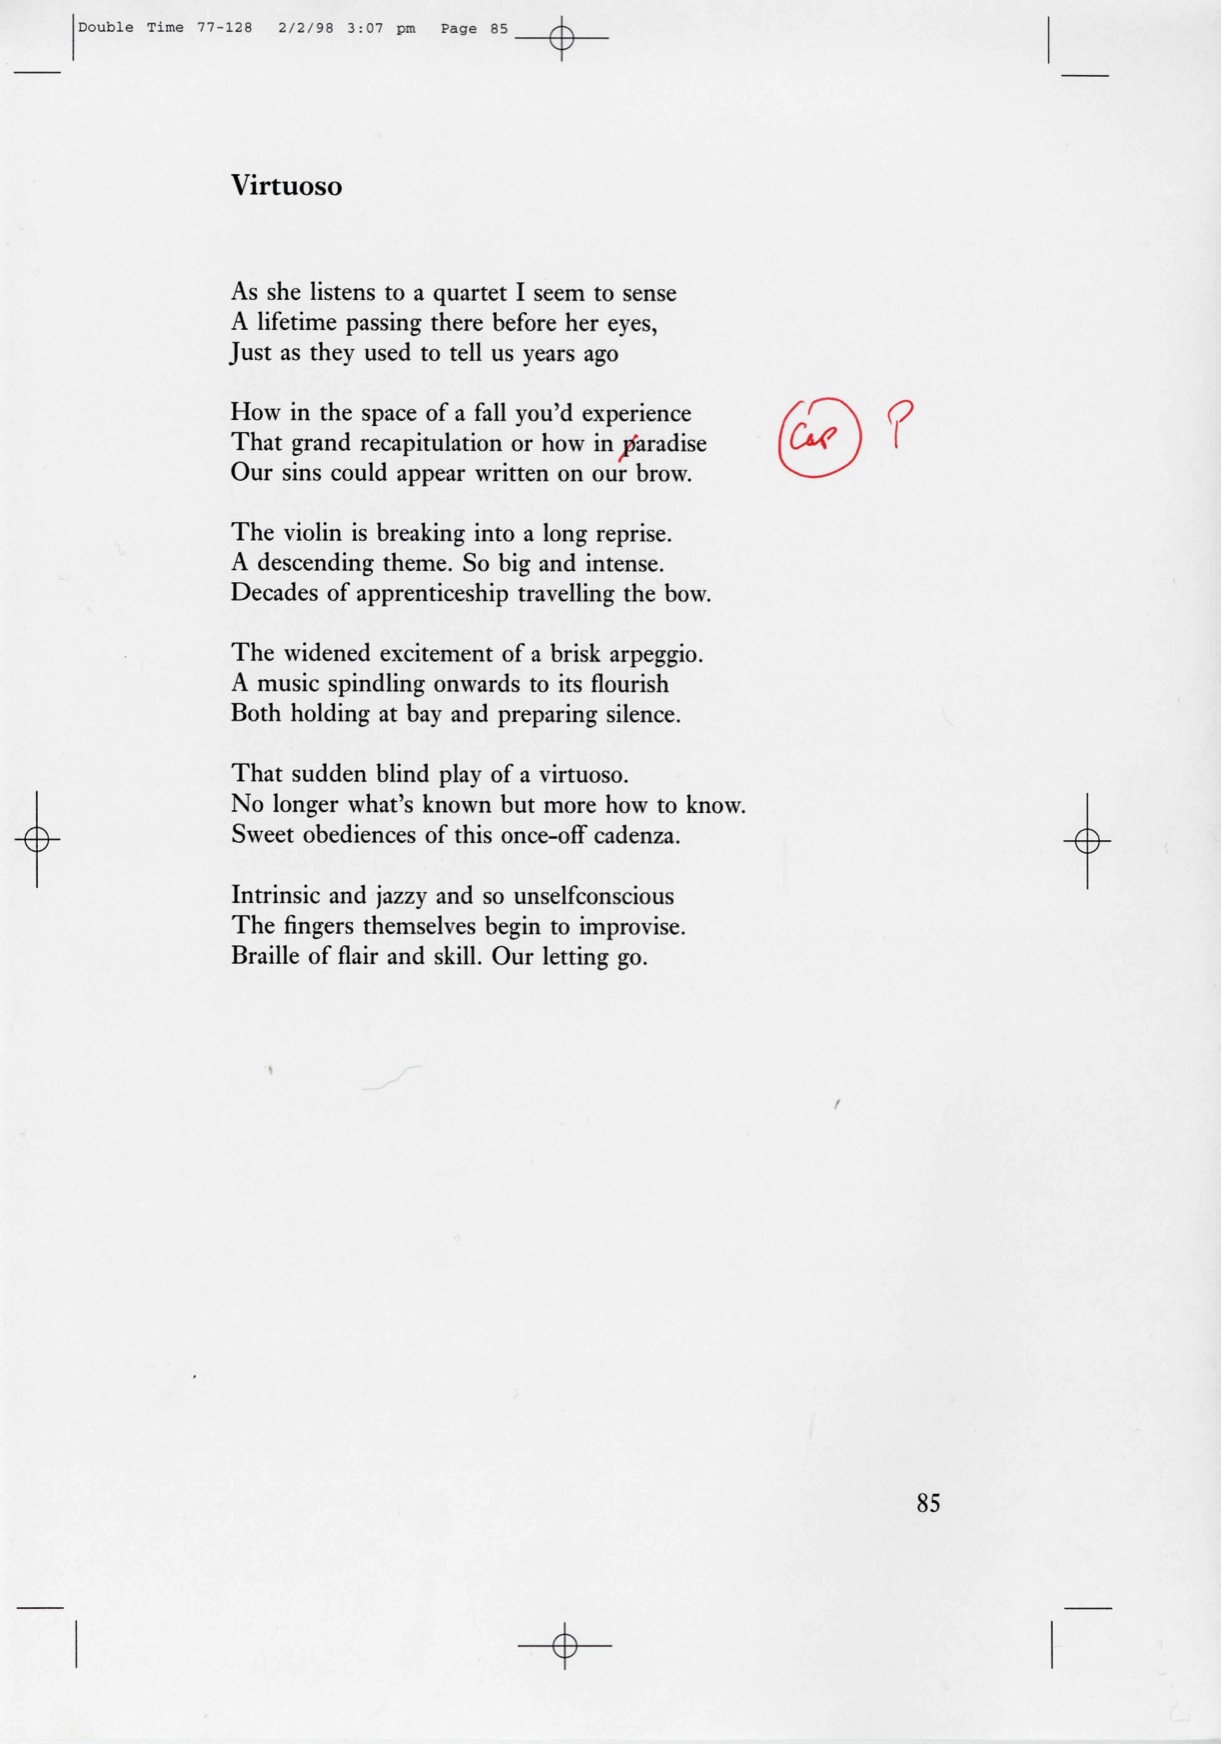 Double Time 77-128 2/2/98 3:07 pm Page 85
Virtuoso
As she listens to a quartet I seem to sense
A lifetime passing there before her eyes,
Just as they used to tell us years ago
How in the space of a fall you'd experience
That grand recapitulation or how in paradise
Cap ?
Our sins could appear written on our brow.
The violin is breaking into a long reprise.
A descending theme. So big and intense.
Decades of apprenticeship travelling the bow.
The widened excitement of a brisk arpeggio.
A music spindling onwards to its flourish
Both holding at bay and preparing silence.
That sudden blind play of a virtuoso.
No longer what's known but more how to know.
Sweet obediences of this once-off cadenza.
Intrinsic and jazzy and so unselfconscious
The fingers themselves begin to improvise.
Braille of flair and skill. Our letting go.
85